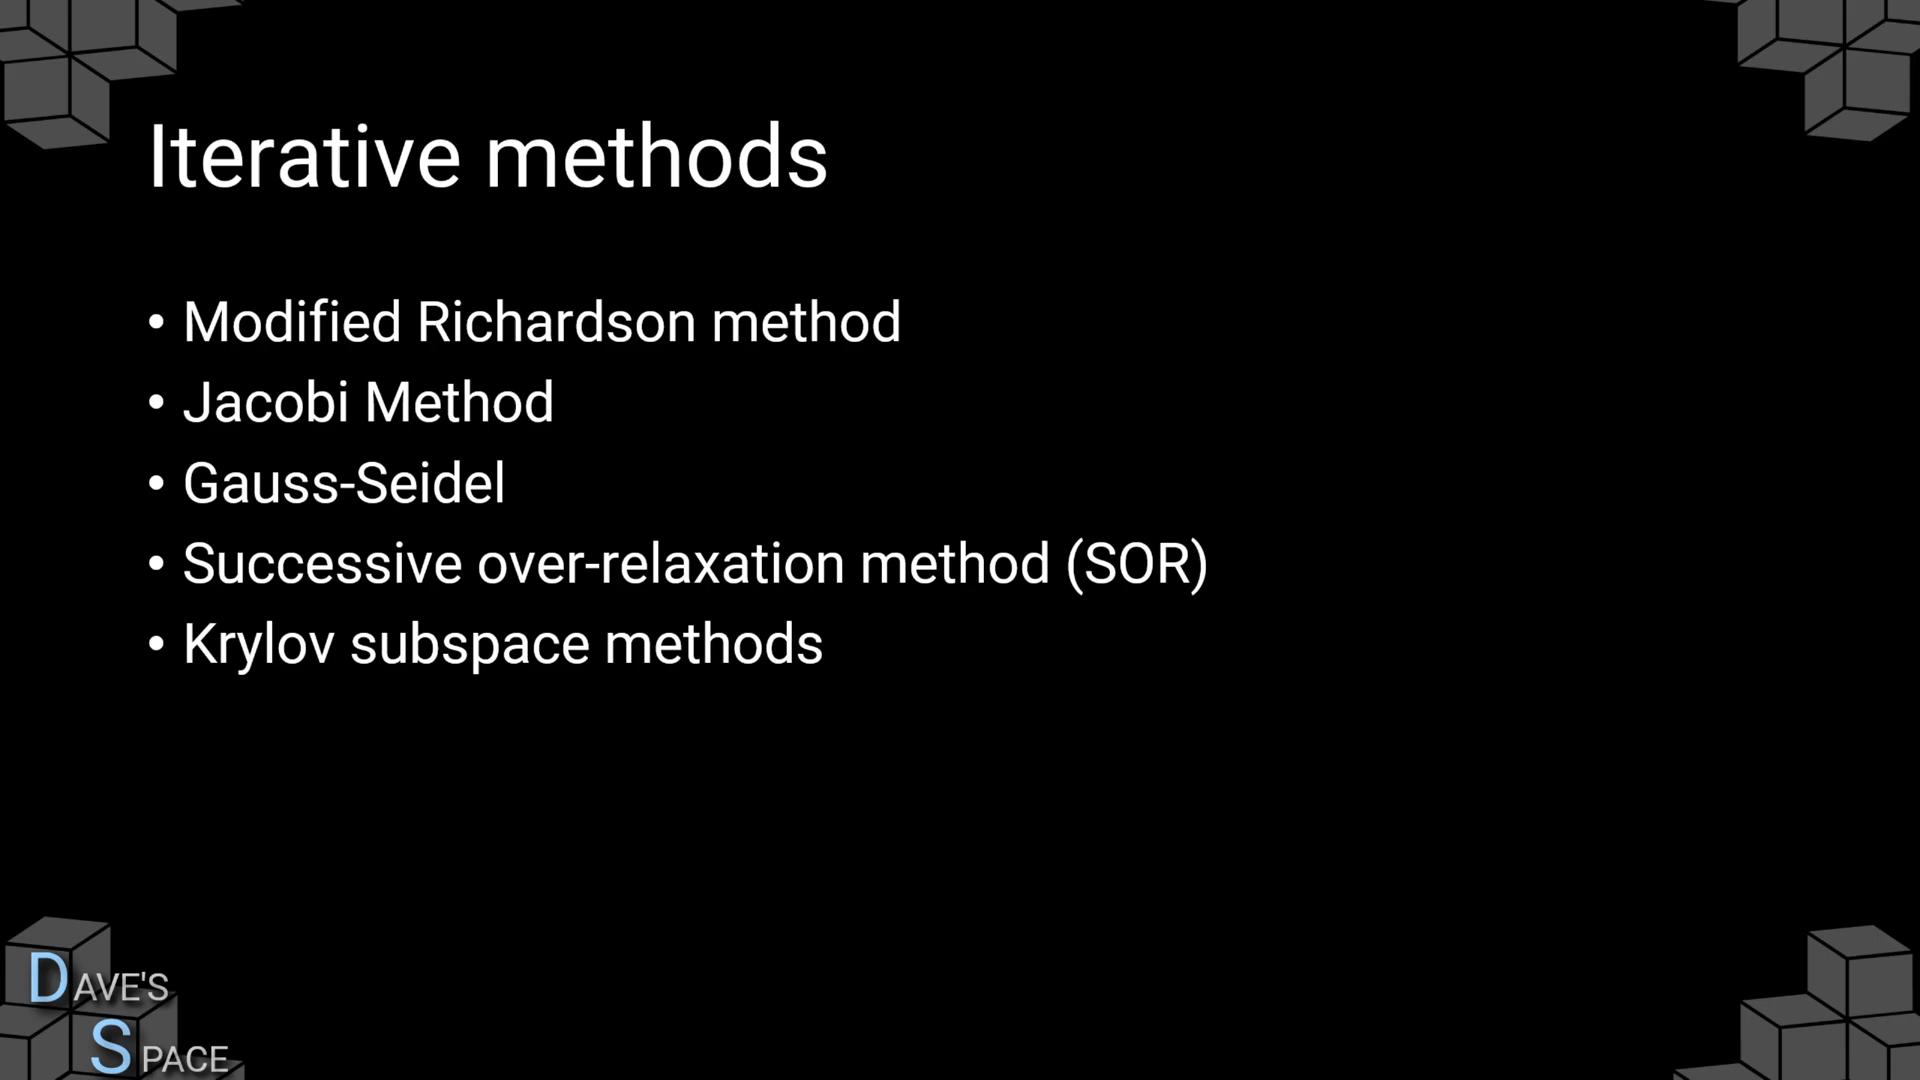 Iterative methods
• Modified Richardson method
• Jacobi Method
• Gauss-Seidel
• Successive over-relaxation method (SOR)
• Krylov subspace methods
DAVE'S
SPACE